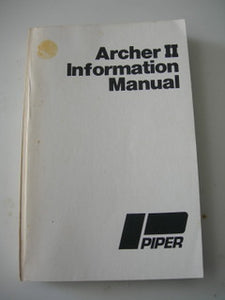 Archer II
Information
Manual
PIPER